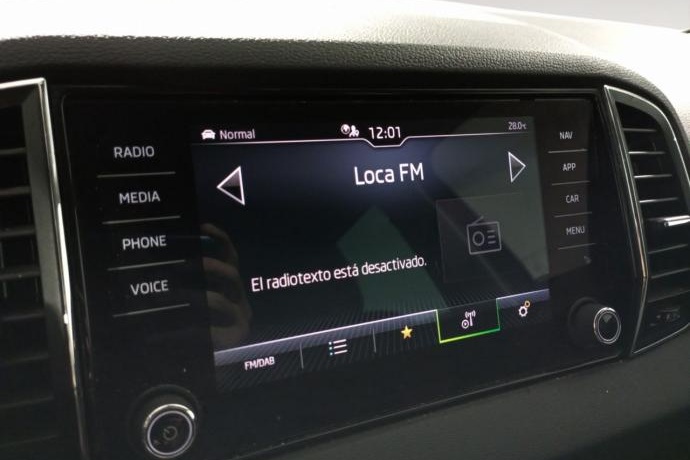 Normal
12:01
28.0°C
RADIO
MEDIA
PHONE
VOICE
Loca FM
El radiotexto está desactivado.
FM/DAB
NAV
APP
CAR
MENU